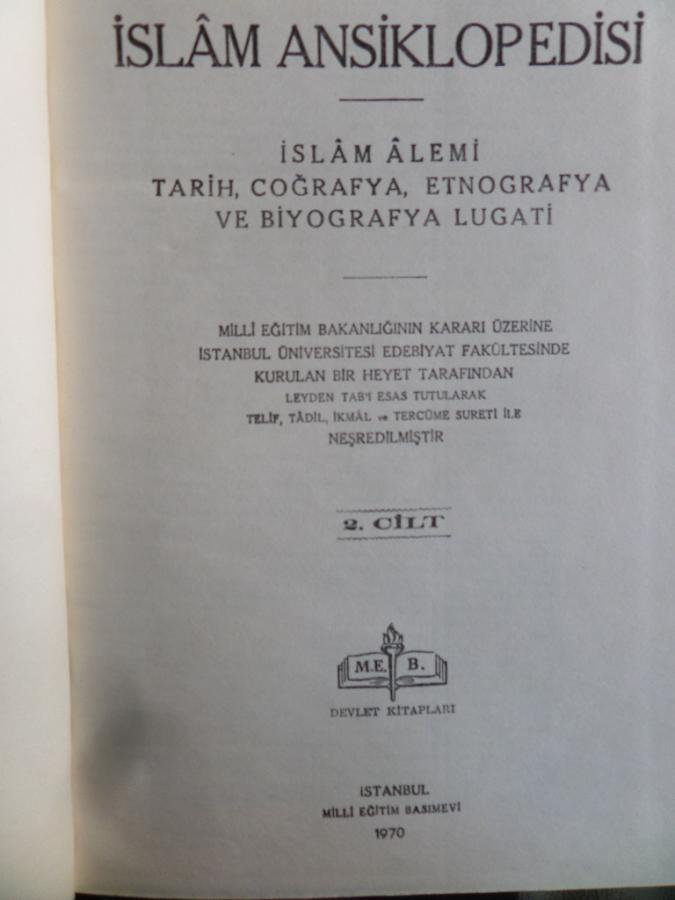 İSLÂM ANSİKLOPEDİSİ
İSLÂM ÂLEMİ
TARİH, COĞRAFYA, ETNOGRAFYA
VE BİYOGRAFYA LUGATİ
MİLLÎ EĞİTİM BAKANLIĞININ KARARI ÜZERİNE
İSTANBUL ÜNİVERSİTESİ EDEBİYAT FAKÜLTESİNDE
KURULAN BİR HEYET TARAFINDAN
LEYDEN TAB'I ESAS TUTULARAK
TELİF, TÂDİL, İKMÂL ve TERCÜME SURETİ İLE
NEŞREDİLMİŞTİR
2. CİLT
M.E. B.
DEVLET KİTAPLARI
İSTANBUL
MİLLÎ EĞİTİM BASIMEVİ
1970